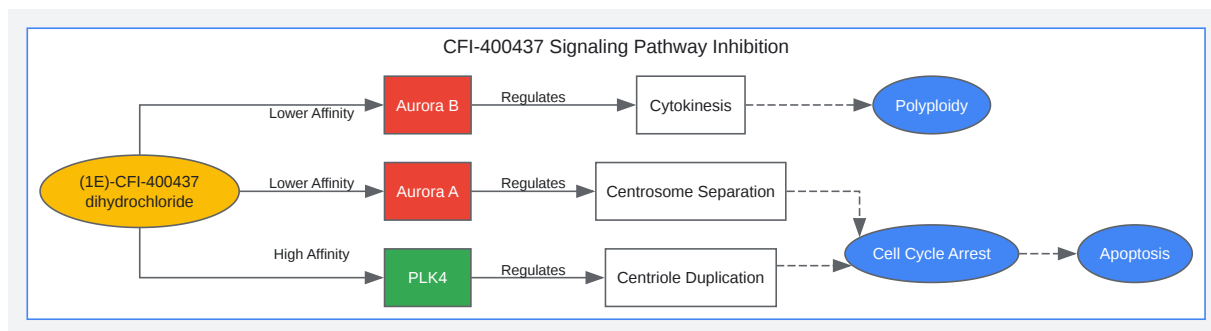 CFI-400437 Signaling Pathway Inhibition
Lower Affinity
Aurora B
Regulates
Cytokinesis
Polyploidy
(1E)-CFI-400437
dihydrochloride
Lower Affinity
Aurora A
Regulates
Centrosome Separation
High Affinity
PLK4
Regulates
Centriole Duplication
Cell Cycle Arrest
Apoptosis